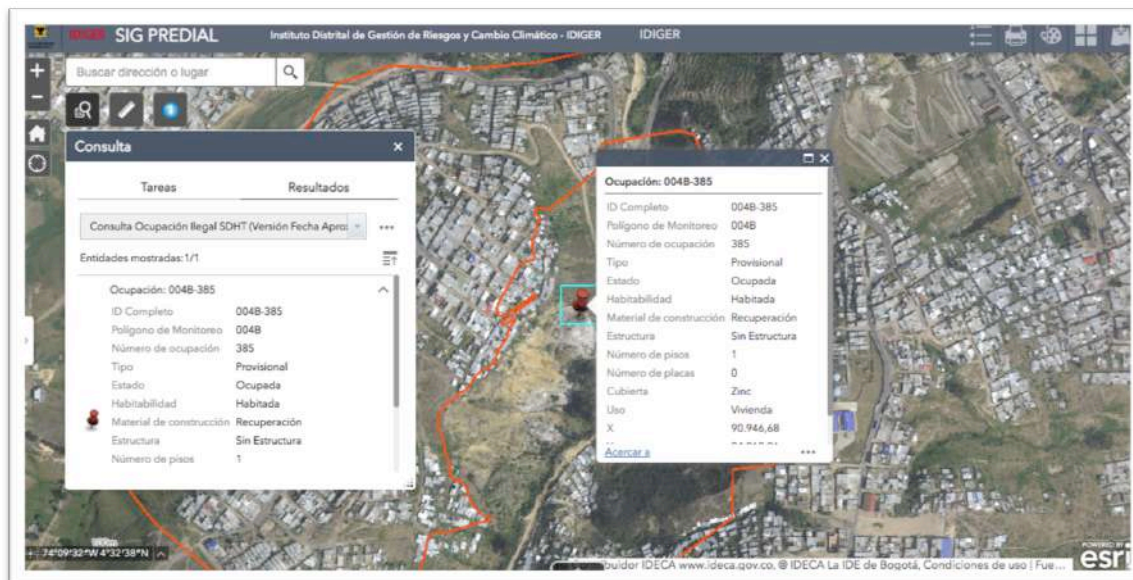 IDIGER SIG PREDIAL Instituto Distrital de Gestión de Riesgos y Cambio Climático - IDIGER IDIGER
Buscar dirección o lugar
Consulta
Tareas Resultados
Consulta Ocupación Ilegal SDHT (Versión Fecha Apro
Entidades mostradas:1/1
Ocupación: 004B-385
ID Completo 004B-385
Polígono de Monitoreo 004B
Número de ocupación 385
Tipo Provisional
Estado Ocupada
Habitabilidad Habitada
Material de construcción Recuperación
Estructura Sin Estructura
Número de pisos 1
Ocupación: 004B-385
ID Completo 004B-385
Polígono de Monitoreo 004B
Número de ocupación 385
Tipo Provisional
Estado Ocupada
Habitabilidad Habitada
Material de construcción Recuperación
Estructura Sin Estructura
Número de pisos 1
Número de placas 0
Cubierta Zinc
Uso Vivienda
X 90.946,68
Acercar a
74°09'32"W 4°32'38"N
buidor IDECA www.ideca.gov.co, @ IDECA La IDE de Bogotá, Condiciones de uso | Fue...
POWERED BY
esri